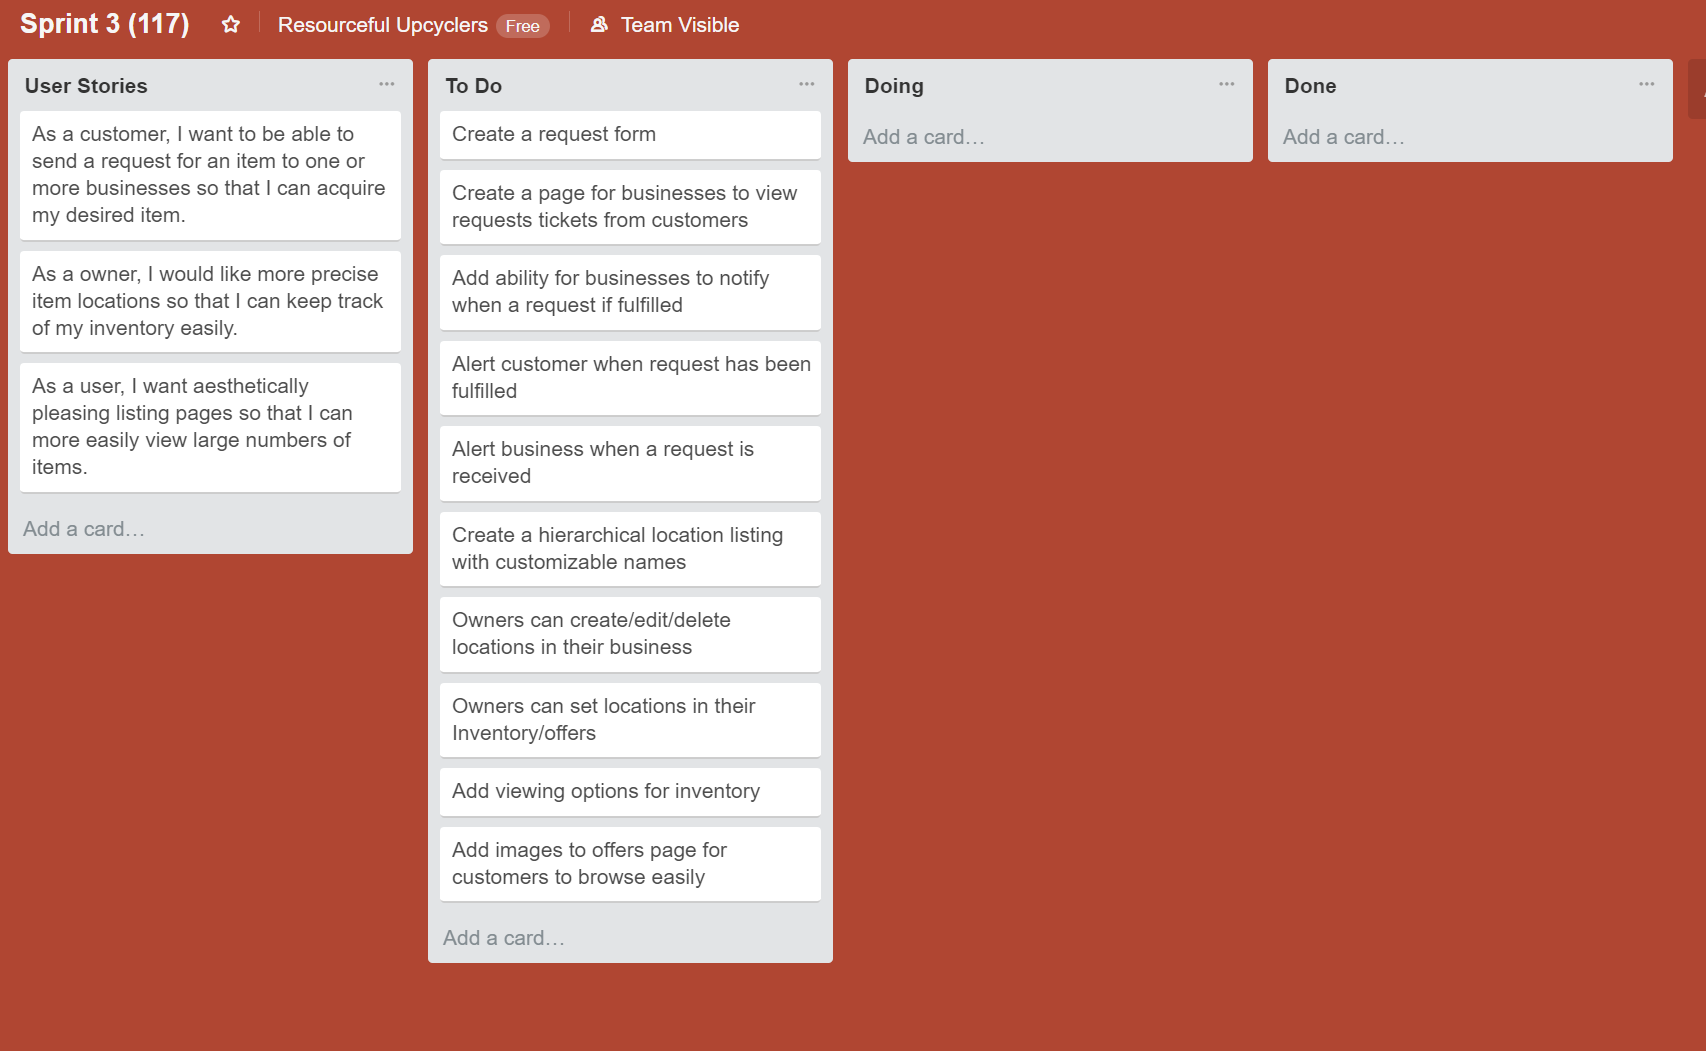 Sprint 3 (117)
Resourceful Upcyclers Free
Team Visible
User Stories
As a customer, I want to be able to
send a request for an item to one or
more businesses so that I can acquire
my desired item.
As a owner, I would like more precise
item locations so that I can keep track
of my inventory easily.
As a user, I want aesthetically
pleasing listing pages so that I can
more easily view large numbers of
items.
Add a card…
To Do
Create a request form
Create a page for businesses to view
requests tickets from customers
Add ability for businesses to notify
when a request if fulfilled
Alert customer when request has been
fulfilled
Alert business when a request is
received
Create a hierarchical location listing
with customizable names
Owners can create/edit/delete
locations in their business
Owners can set locations in their
Inventory/offers
Add viewing options for inventory
Add images to offers page for
customers to browse easily
Add a card…
Doing
Add a card…
Done
Add a card…